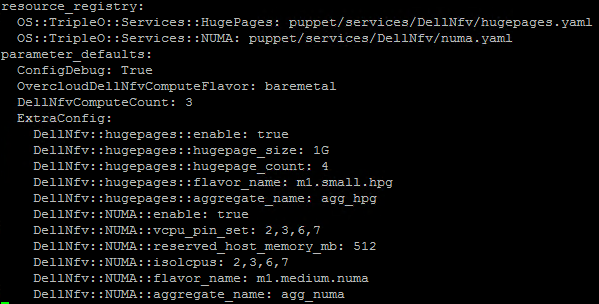 resource_registry:
  OS::TripleO::Services::HugePages: puppet/services/DellNfv/hugepages.yaml
  OS::TripleO::Services::NUMA: puppet/services/DellNfv/numa.yaml
parameter_defaults:
  ConfigDebug: True
  OvercloudDellNfvComputeFlavor: baremetal
  DellNfvComputeCount: 3
  ExtraConfig:
    DellNfv::hugepages::enable: true
    DellNfv::hugepages::hugepage_size: 1G
    DellNfv::hugepages::hugepage_count: 4
    DellNfv::hugepages::flavor_name: m1.small.hpg
    DellNfv::hugepages::aggregate_name: agg_hpg
    DellNfv::NUMA::enable: true
    DellNfv::NUMA::vcpu_pin_set: 2,3,6,7
    DellNfv::NUMA::reserved_host_memory_mb: 512
    DellNfv::NUMA::isolcpus: 2,3,6,7
    DellNfv::NUMA::flavor_name: m1.medium.numa
    DellNfv::NUMA::aggregate_name: agg_numa